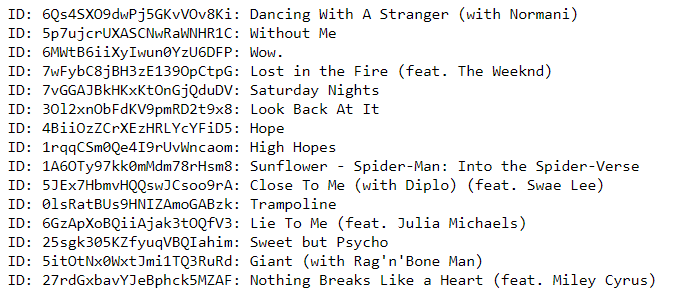 ID: 6Qs4SXO9dwPj5GKvVOv8Ki: Dancing With A Stranger (with Normani)
ID: 5p7ujcrUXASCNwRaWNHR1C: Without Me
ID: 6MWtB6iiXyIwun0YzU6DFP: Wow.
ID: 7wFybC8jBH3zE139OpCtpG: Lost in the Fire (feat. The Weeknd)
ID: 7vGGAJBkHKxKtOnGjQduDV: Saturday Nights
ID: 3Ol2xnObFdKV9pmRD2t9x8: Look Back At It
ID: 4BiiOzZCrXEzHRLYcYFiD5: Hope
ID: 1rqqCSm0Qe4I9rUvWncaom: High Hopes
ID: 1A6OTy97kk0mMdm78rHsm8: Sunflower - Spider-Man: Into the Spider-Verse
ID: 5JEx7HbmvHQQswJCsoo9rA: Close To Me (with Diplo) (feat. Swae Lee)
ID: 0lsRatBUs9HNIZAmoGABzk: Trampoline
ID: 6GzApXoBQiiAjak3tOQfV3: Lie To Me (feat. Julia Michaels)
ID: 25sgk305KZfyuqVBQIahim: Sweet but Psycho
ID: 5itOtNx0WxtJmi1TQ3RuRd: Giant (with Rag'n'Bone Man)
ID: 27rdGxbavYJeBphck5MZAF: Nothing Breaks Like a Heart (feat. Miley Cyrus)